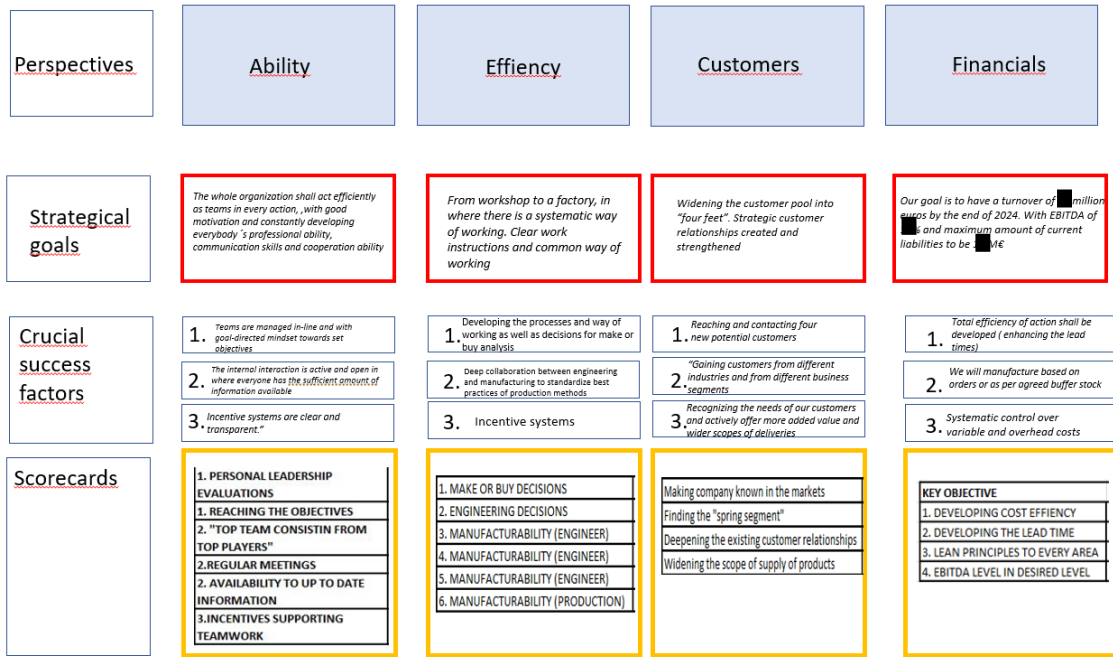 Perspectives
Ability
Effiency
Customers
Financials
Strategical
goals
The whole organization shall act efficiently
as teams in every action, ,with good
motivation and constantly developing
everybody ´s professional ability,
communication skills and cooperation ability
From workshop to a factory, in
where there is a systematic way
of working. Clear work
instructions and common way of
working
Widening the customer pool into
"four feet". Strategic customer
relationships created and
strengthened
Our goal is to have a turnover of million
euros by the end of 2024. With EBITDA of
% and maximum amount of current
liabilities to be M€
Crucial
success
factors
1. Teams are managed in-line and with
goal-directed mindset towards set
objectives
2. The internal interaction is active and open in
where everyone has the sufficient amount of
information available
3. Incentive systems are clear and
transparent."
1. Developing the processes and way of
working as well as decisions for make or
buy analysis
2. Deep collaboration between engineering
and manufacturing to standardize best
practices of production methods
3. Incentive systems
1. Reaching and contacting four
new potential customers
2. "Gaining customers from different
industries and from different business
segments
3. Recognizing the needs of our customers
and actively offer more added value and
wider scopes of deliveries
1. Total efficiency of action shall be
developed ( enhancing the lead
times)
2. We will manufacture based on
orders or as per agreed buffer stock
3. Systematic control over
variable and overhead costs
Scorecards
1. PERSONAL LEADERSHIP
EVALUATIONS
1. REACHING THE OBJECTIVES
2. "TOP TEAM CONSISTIN FROM
TOP PLAYERS"
2.REGULAR MEETINGS
2. AVAILABILITY TO UP TO DATE
INFORMATION
3.INCENTIVES SUPPORTING
TEAMWORK
1. MAKE OR BUY DECISIONS
2. ENGINEERING DECISIONS
3. MANUFACTURABILITY (ENGINEER)
4. MANUFACTURABILITY (ENGINEER)
5. MANUFACTURABILITY (ENGINEER)
6. MANUFACTURABILITY (PRODUCTION)
Making company known in the markets
Finding the "spring segment"
Deepening the existing customer relationships
Widening the scope of supply of products
KEY OBJECTIVE
1. DEVELOPING COST EFFIENCY
2. DEVELOPING THE LEAD TIME
3. LEAN PRINCIPLES TO EVERY AREA
4. EBITDA LEVEL IN DESIRED LEVEL